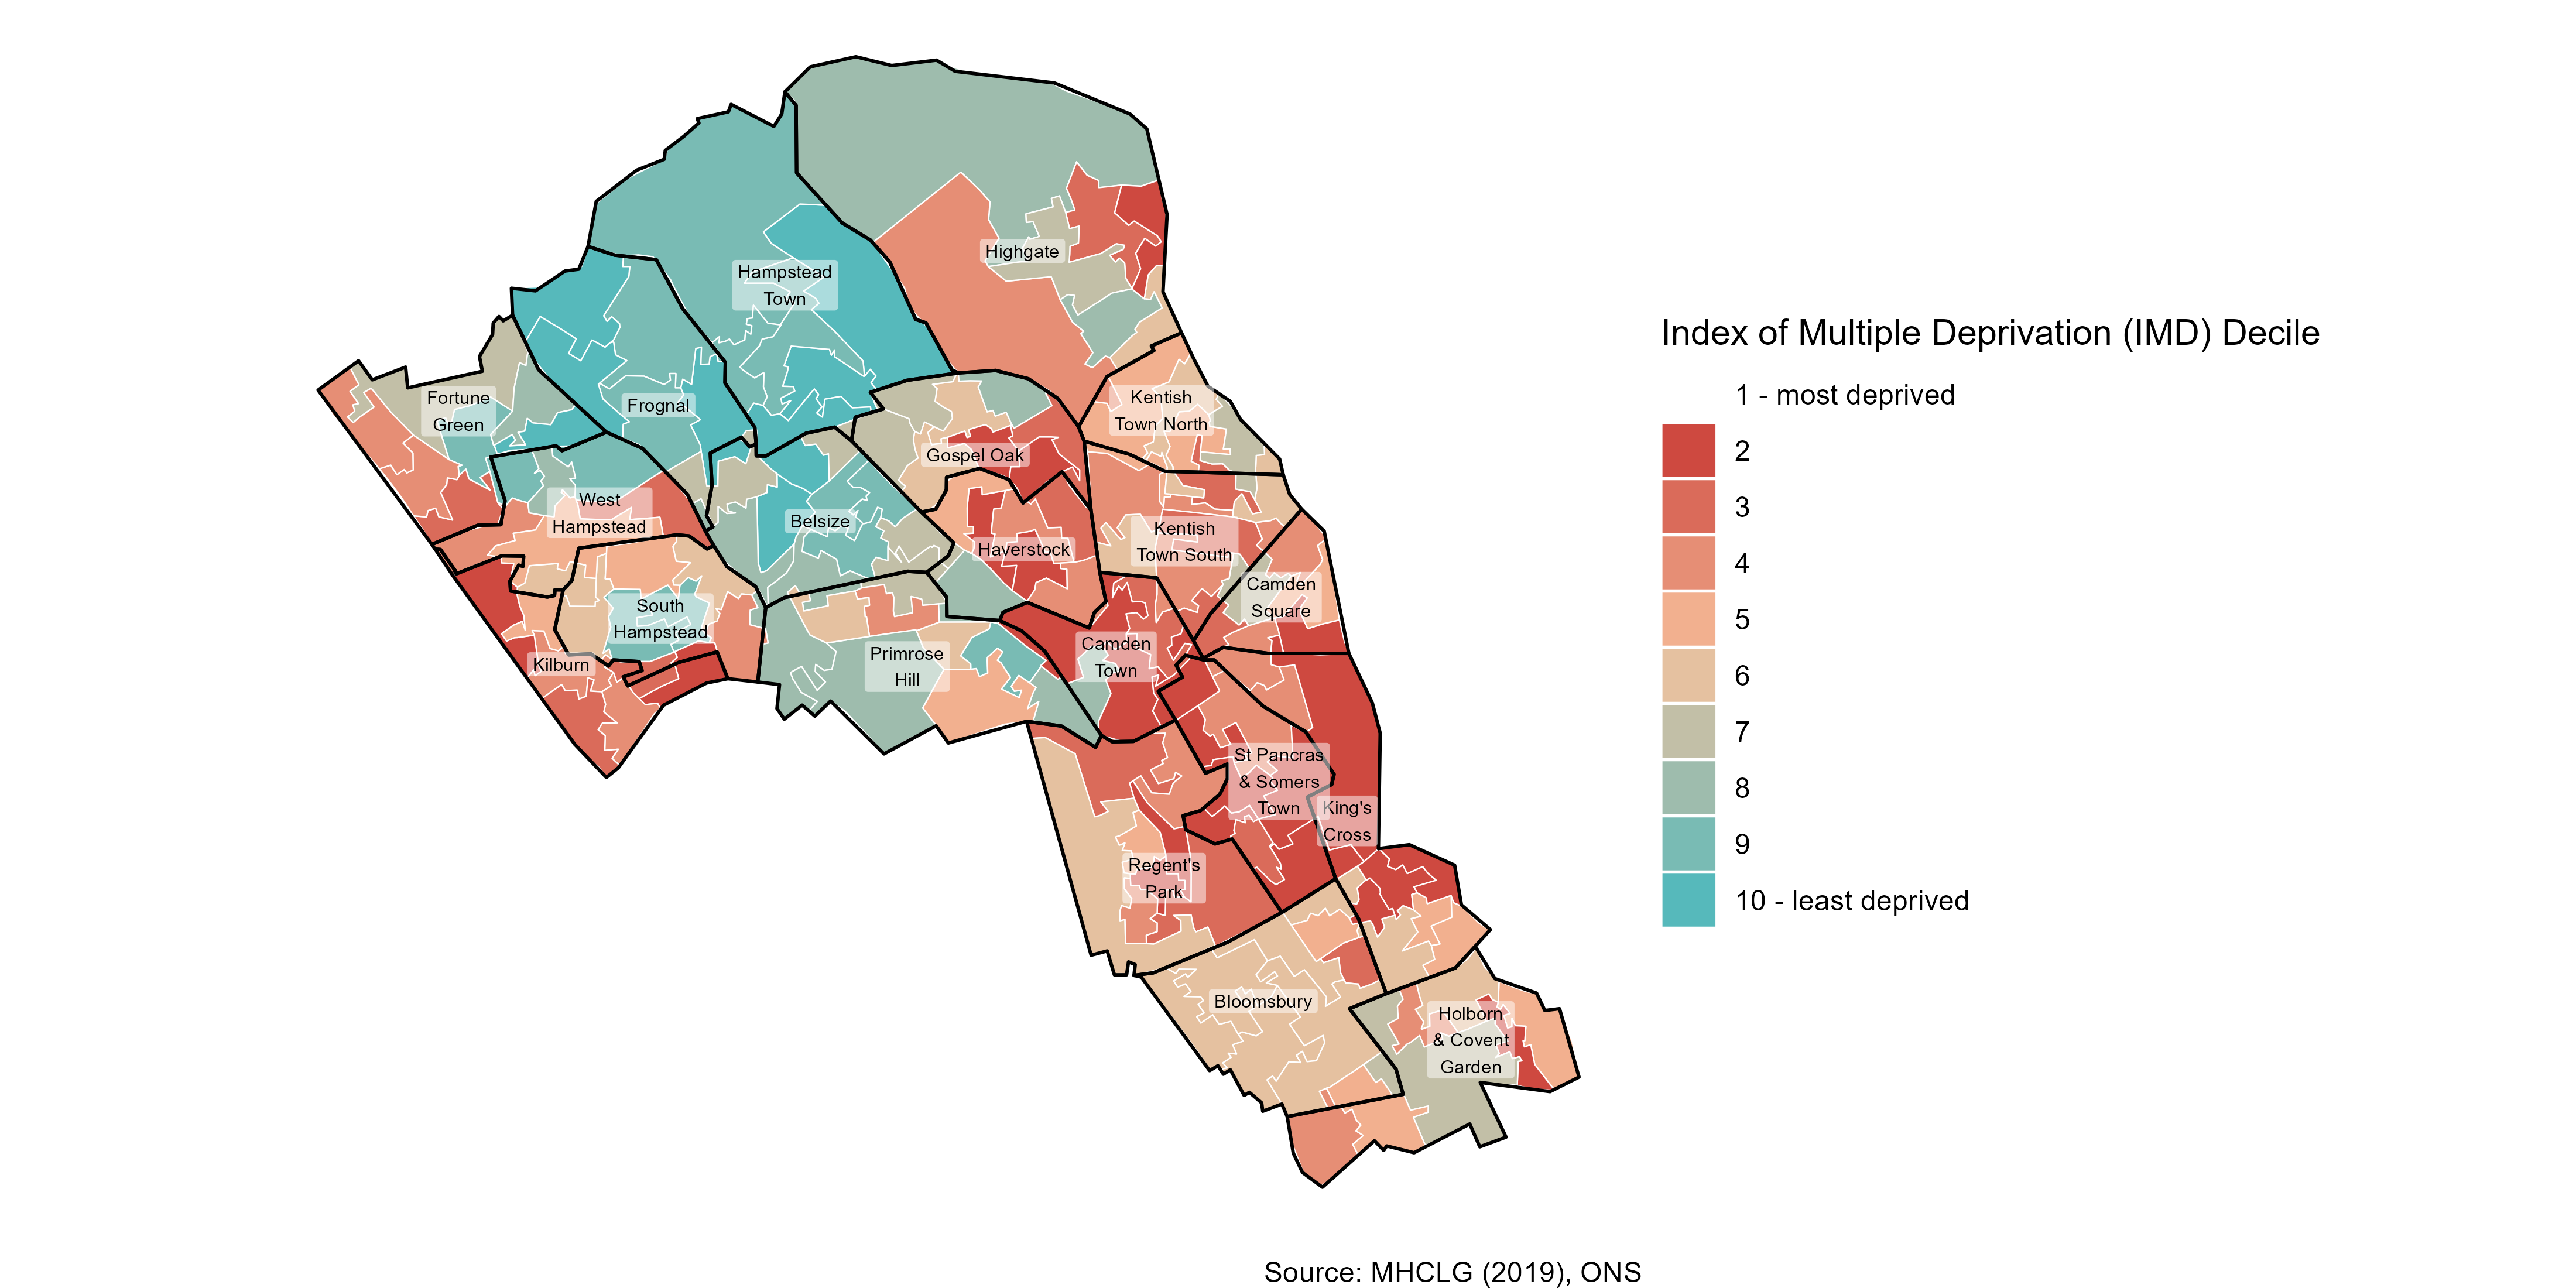 Highgate
Hampstead
Town
Fortune
Green
Frognal
Kentish
Town North
Gospel Oak
West
Hampstead
Belsize
Haverstock
Kentish
Town South
Camden
Square
South
Hampstead
Kilburn
Primrose
Hill
Camden
Town
St Pancras
& Somers
Town
King's
Cross
Regent's
Park
Bloomsbury
Holborn
& Covent
Garden
Index of Multiple Deprivation (IMD) Decile
1 - most deprived
2
3
4
5
6
7
8
9
10 - least deprived
Source: MHCLG (2019), ONS